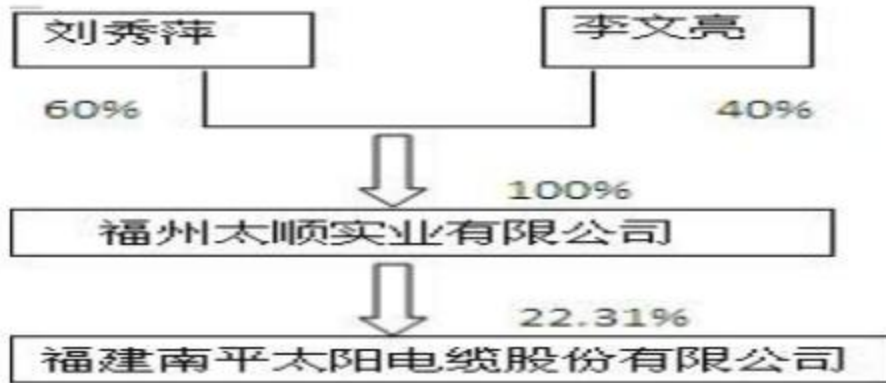 刘秀萍
李文亮
60%
40%
100%
福州太顺实业有限公司
22.31%
福建南平太阳电缆股份有限公司